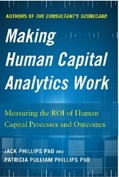 AUTHORS OF THE CONSULTANT'S SCORECARD
Making
Human Capital
Analytics Work
Measuring the ROI of Human
Capital Processes and Outcomes
JACK PHILLIPS PhD
AND
PATRICIA PULLIAM PHILLIPS PhD